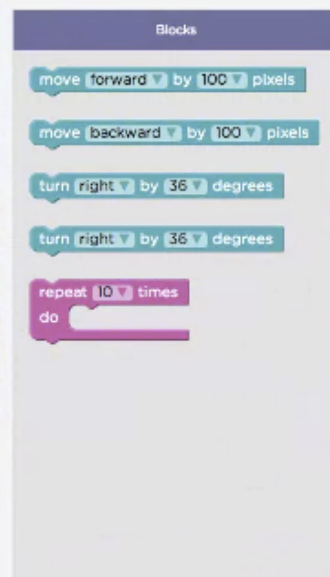 Blocks
move forward by 100 pixels
move backward by 100 pixels
turn right by 36 degrees
turn right by 36 degrees
repeat 10 times
do